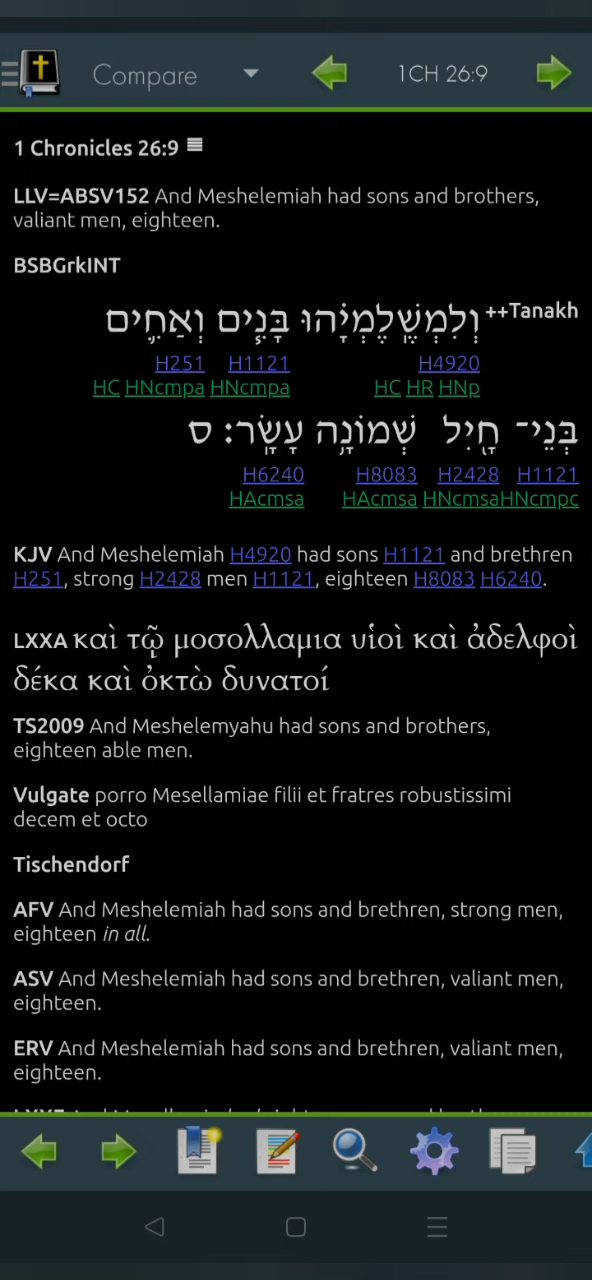 Compare
1CH 26:9
1 Chronicles 26:9
LLV=ABSV152 And Meshelemiah had sons and brothers,
valiant men, eighteen.
BSBGrkINT
++Tanakh וְלִמְשֶֽׁלֶמְיָ֗הוּ בָּנִ֧ים וְאַחִ֛ים
H4920 H1121 H251
HC HR HNp HNcmpa HC HNcmpa
בְּנֵי־ חָ֖יִל שְׁמוֹנָ֥ה עָשָֽׂר׃ ס
H1121 H2428 H8083 H6240
HNcmpc HNcmsa HAcmsa HAcmsa
KJV And Meshelemiah H4920 had sons H1121 and brethren
H251, strong H2428 men H1121, eighteen H8083 H6240.
LXXA καὶ τῷ μοσολλαμια υἱοὶ καὶ ἀδελφοὶ
δέκα καὶ ὀκτὼ δυνατοί
TS2009 And Meshelemyahu had sons and brothers,
eighteen able men.
Vulgate porro Mesellamiae filii et fratres robustissimi
decem et octo
Tischendorf
AFV And Meshelemiah had sons and brethren, strong men,
eighteen in all.
ASV And Meshelemiah had sons and brethren, valiant men,
eighteen.
ERV And Meshelemiah had sons and brethren, valiant men,
eighteen.